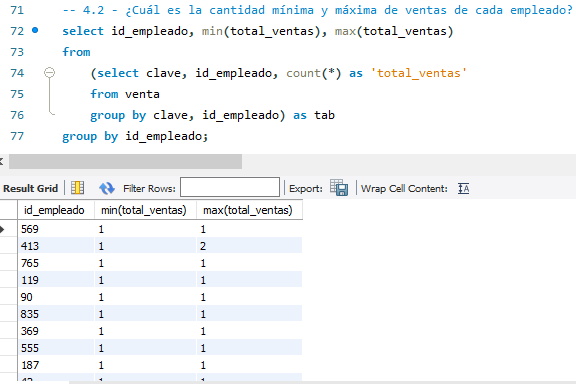 71 -- 4.2 - ¿Cuál es la cantidad mínima y máxima de ventas de cada empleado?
72 select id_empleado, min(total_ventas), max(total_ventas)
73 from
74 (select clave, id_empleado, count(*) as 'total_ventas'
75 from venta
76 group by clave, id_empleado) as tab
77 group by id_empleado;
Result Grid Filter Rows: Export: Wrap Cell Content:
id_empleado min(total_ventas) max(total_ventas)
569 1 1
413 1 2
765 1 1
119 1 1
90 1 1
835 1 1
369 1 1
555 1 1
187 1 1